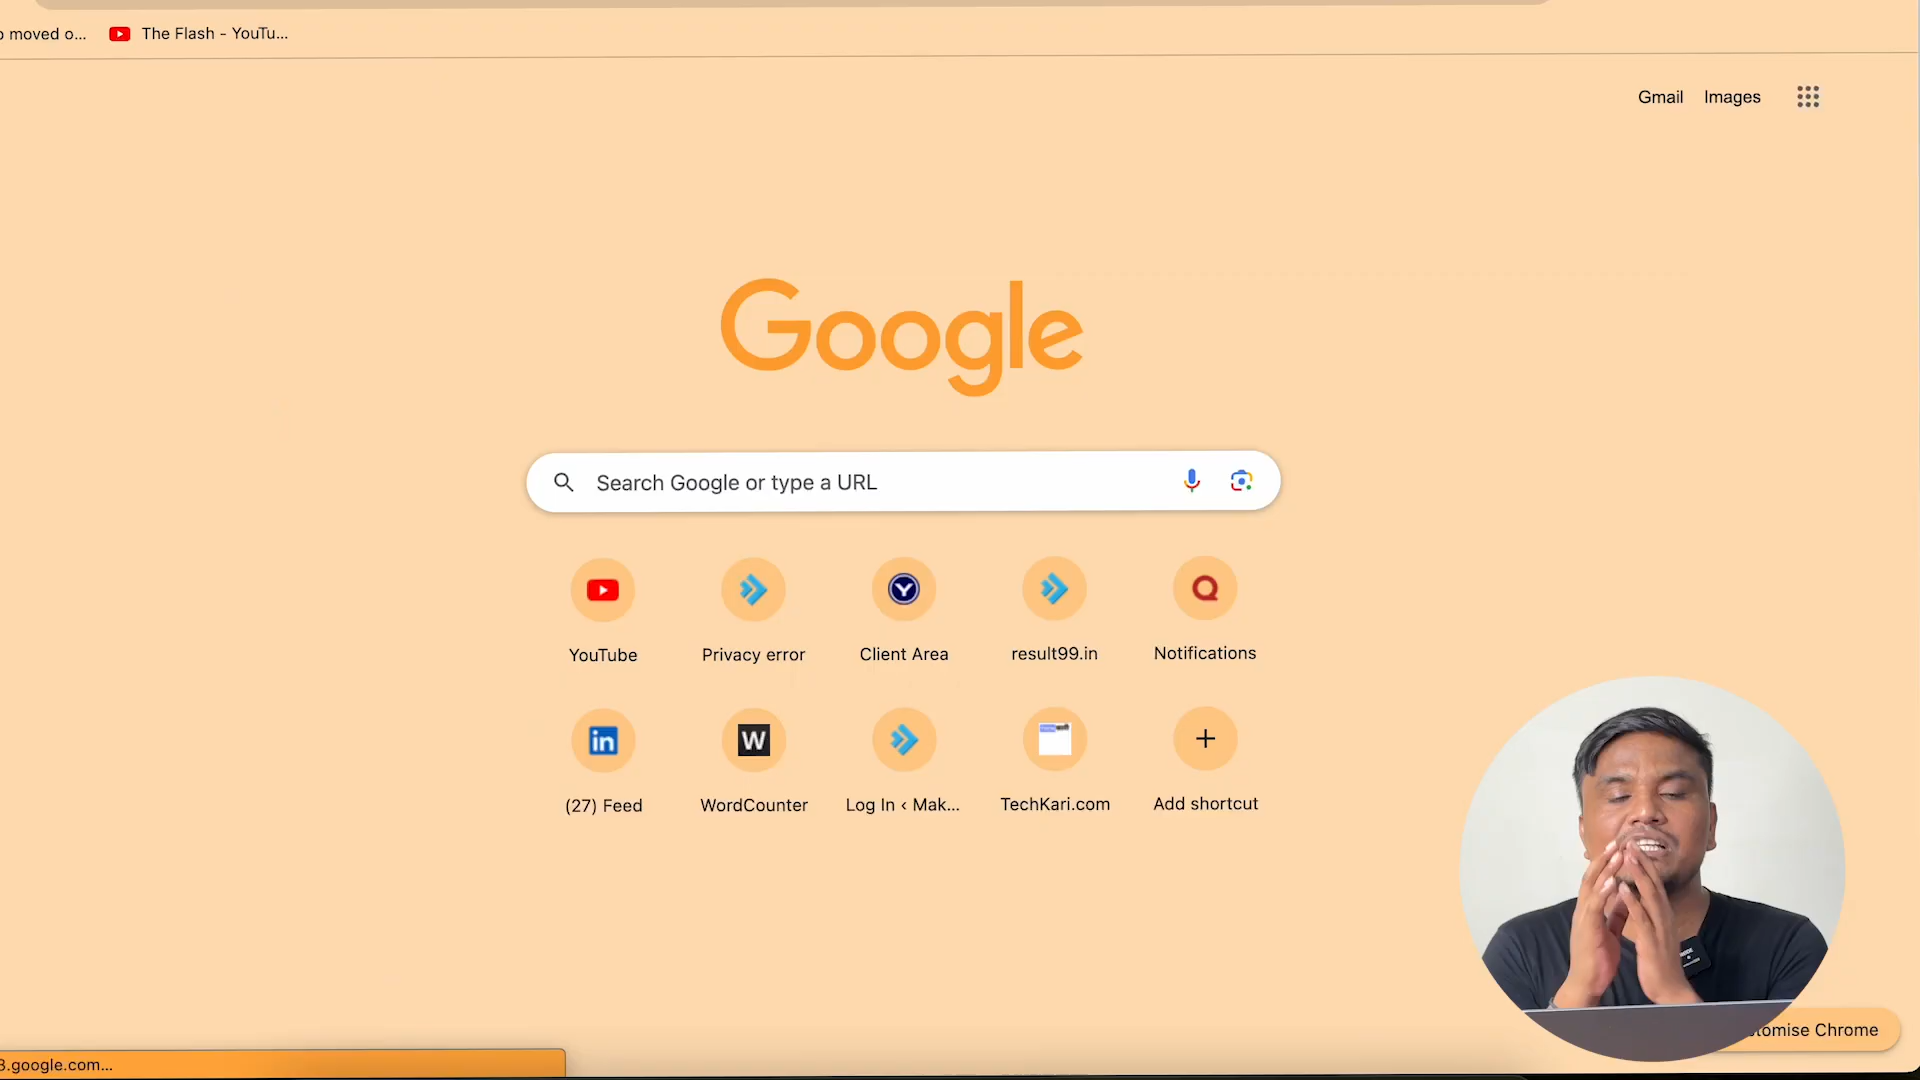 moved o...
The Flash - YouTu...
Gmail Images
Google
Search Google or type a URL
YouTube
Privacy error
Client Area
result99.in
Notifications
(27) Feed
WordCounter
Log In ‹ Mak...
TechKari.com
Add shortcut
tomise Chrome
.google.com...